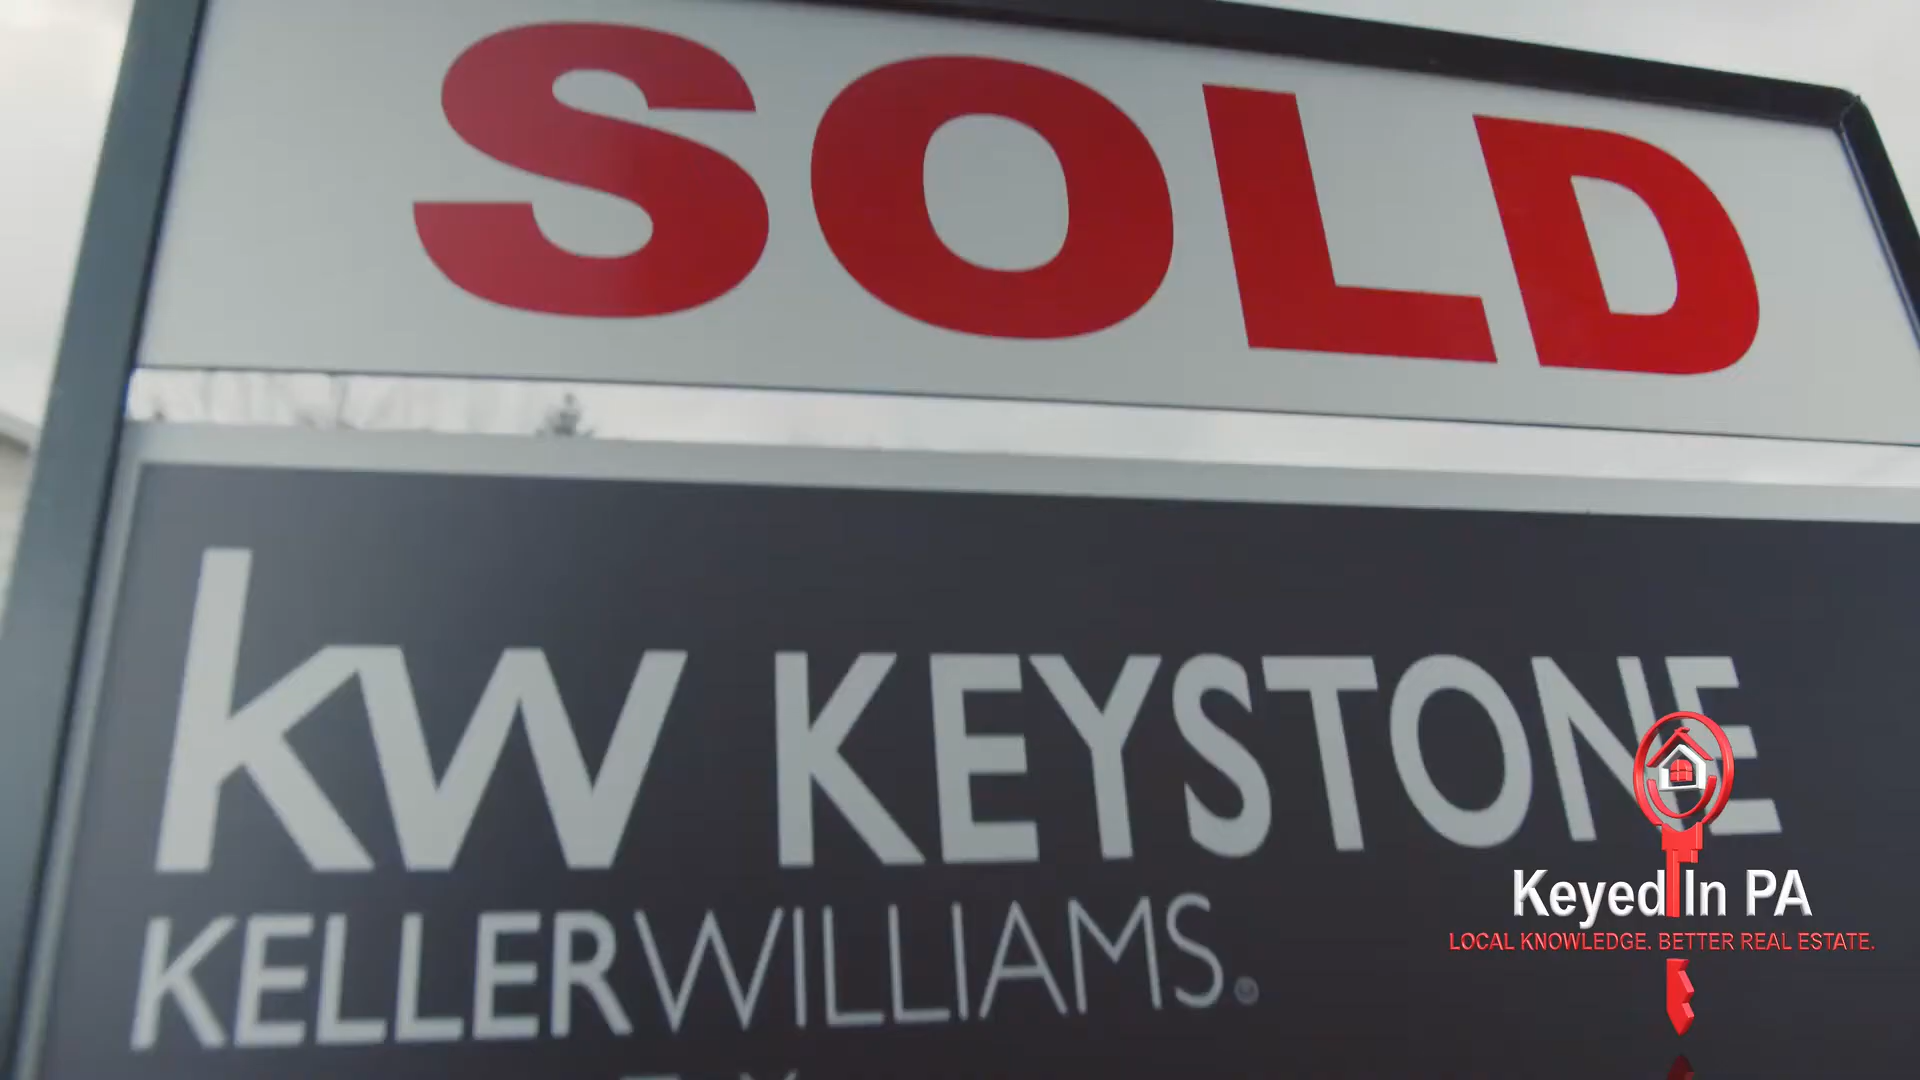 SOLD
kw KEYSTONE
KELLERWILLIAMS.
Keyed In PA
LOCAL KNOWLEDGE. BETTER REAL ESTATE.